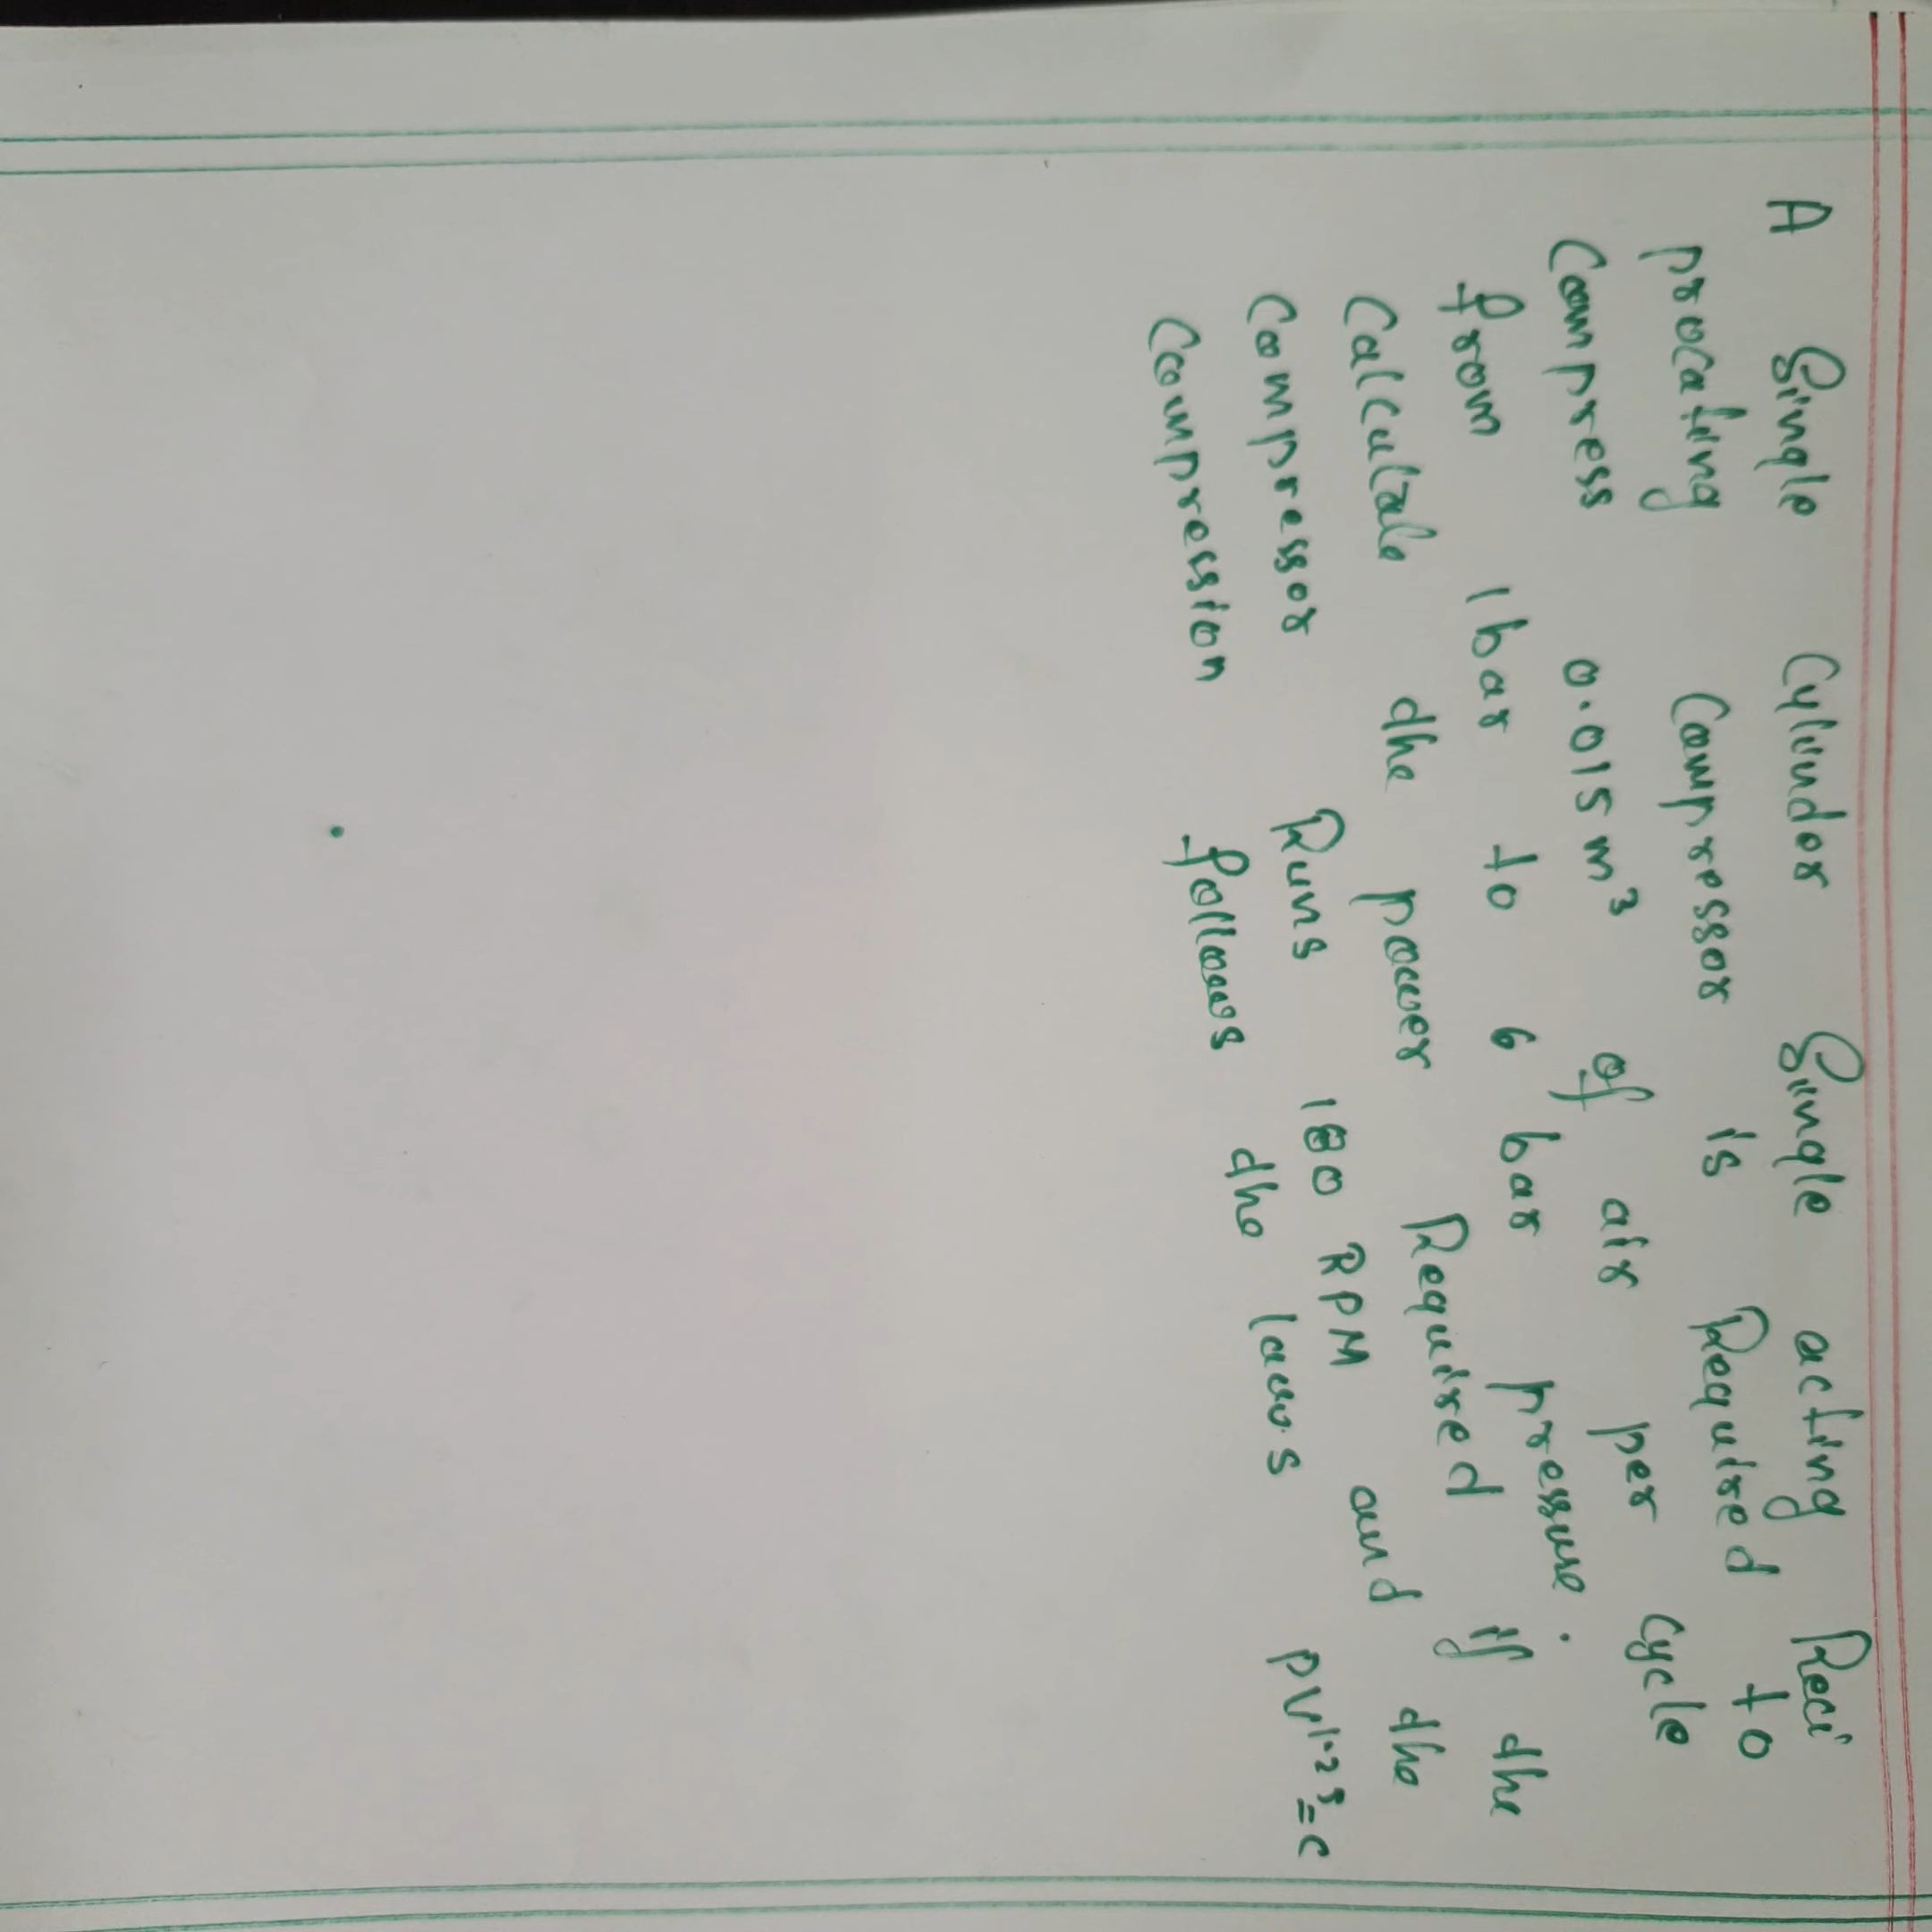 A Single Cylinder Single acting Reci
procating Compressor is Required to
Compress 0.015 m³ of air per cycle
from 1 bar to 6 bar pressure.
Calculate the power Required if the
Compressor Runs 180 RPM and the
Compression follows the laws PV^1.25=C